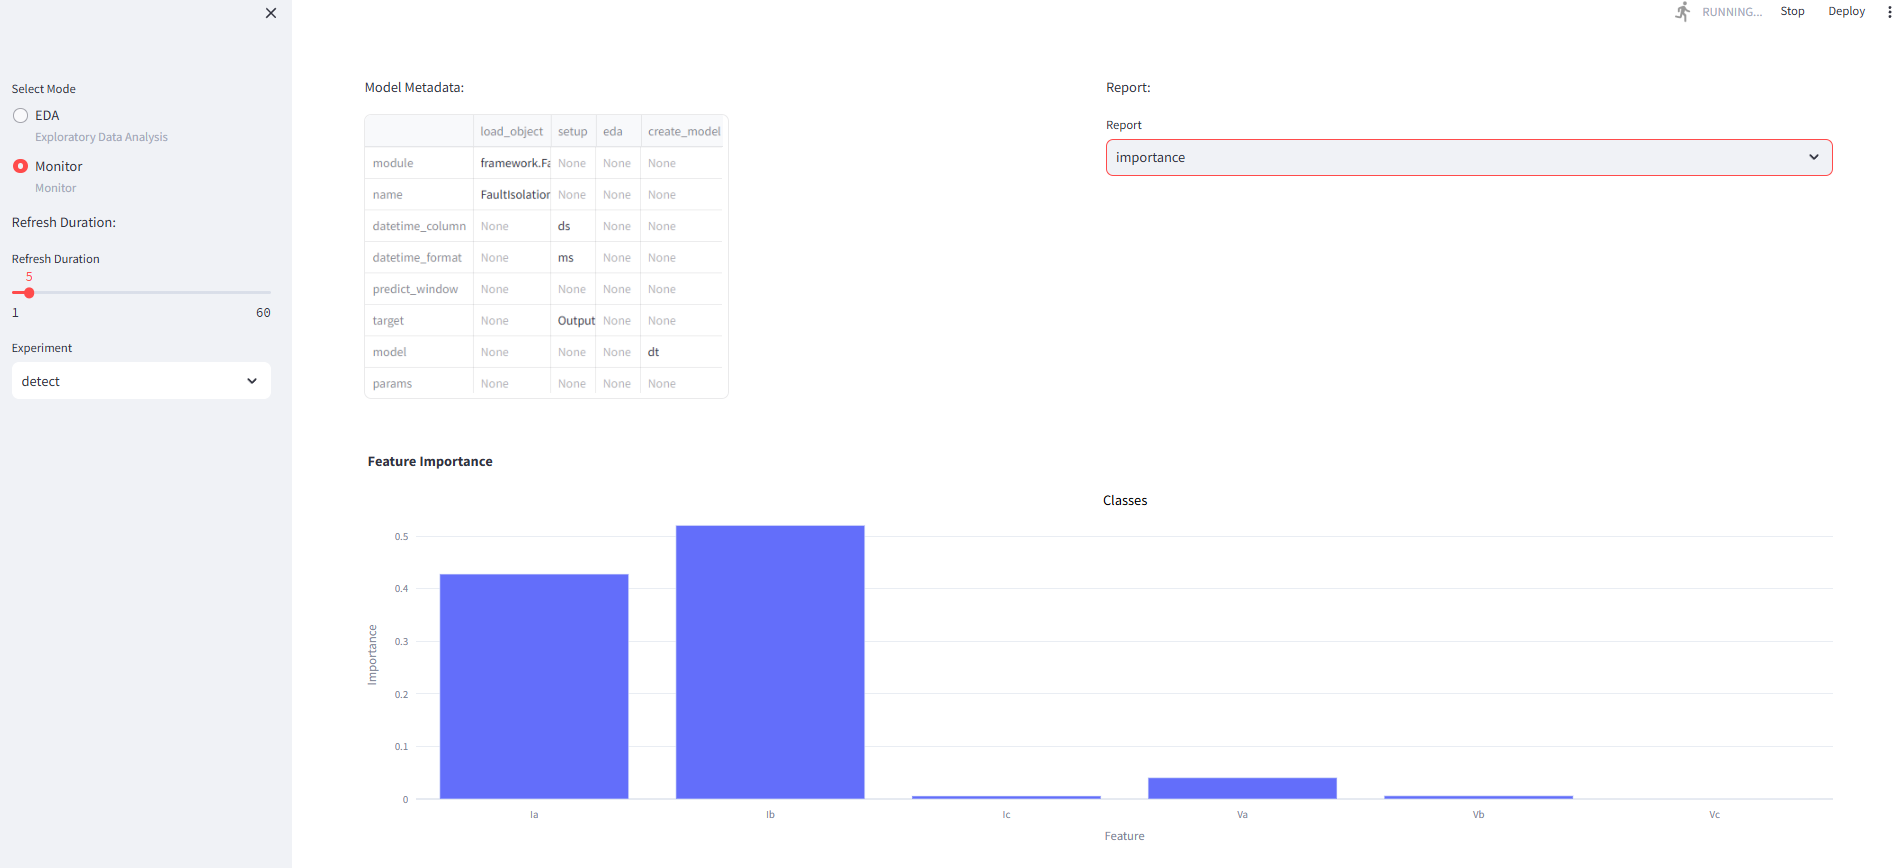 RUNNING...
Stop
Deploy
Select Mode
EDA
Exploratory Data Analysis
Monitor
Monitor
Refresh Duration:
Refresh Duration
5
1 60
Experiment
detect
Model Metadata:
load_object setup eda create_model
module framework.Fa None None None
name FaultIsolation None None None
datetime_column None ds None None
datetime_format None ms None None
predict_window None None None None
target None Output None None
model None None None dt
params None None None None
Report:
Report
importance
Feature Importance
Classes
Importance
0.5
0.4
0.3
0.2
0.1
0
Ia Ib Ic Va Vb Vc
Feature